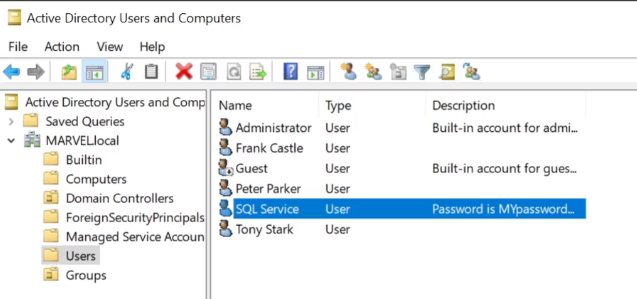 Active Directory Users and Computers
File Action View Help
Active Directory Users and Comp
Saved Queries
MARVEL.local
Builtin
Computers
Domain Controllers
ForeignSecurityPrincipals
Managed Service Accoun
Users
Groups
Name Type Description
Administrator User Built-in account for admi...
Frank Castle User
Guest User Built-in account for gues...
Peter Parker User
SQL Service User Password is MYpassword...
Tony Stark User